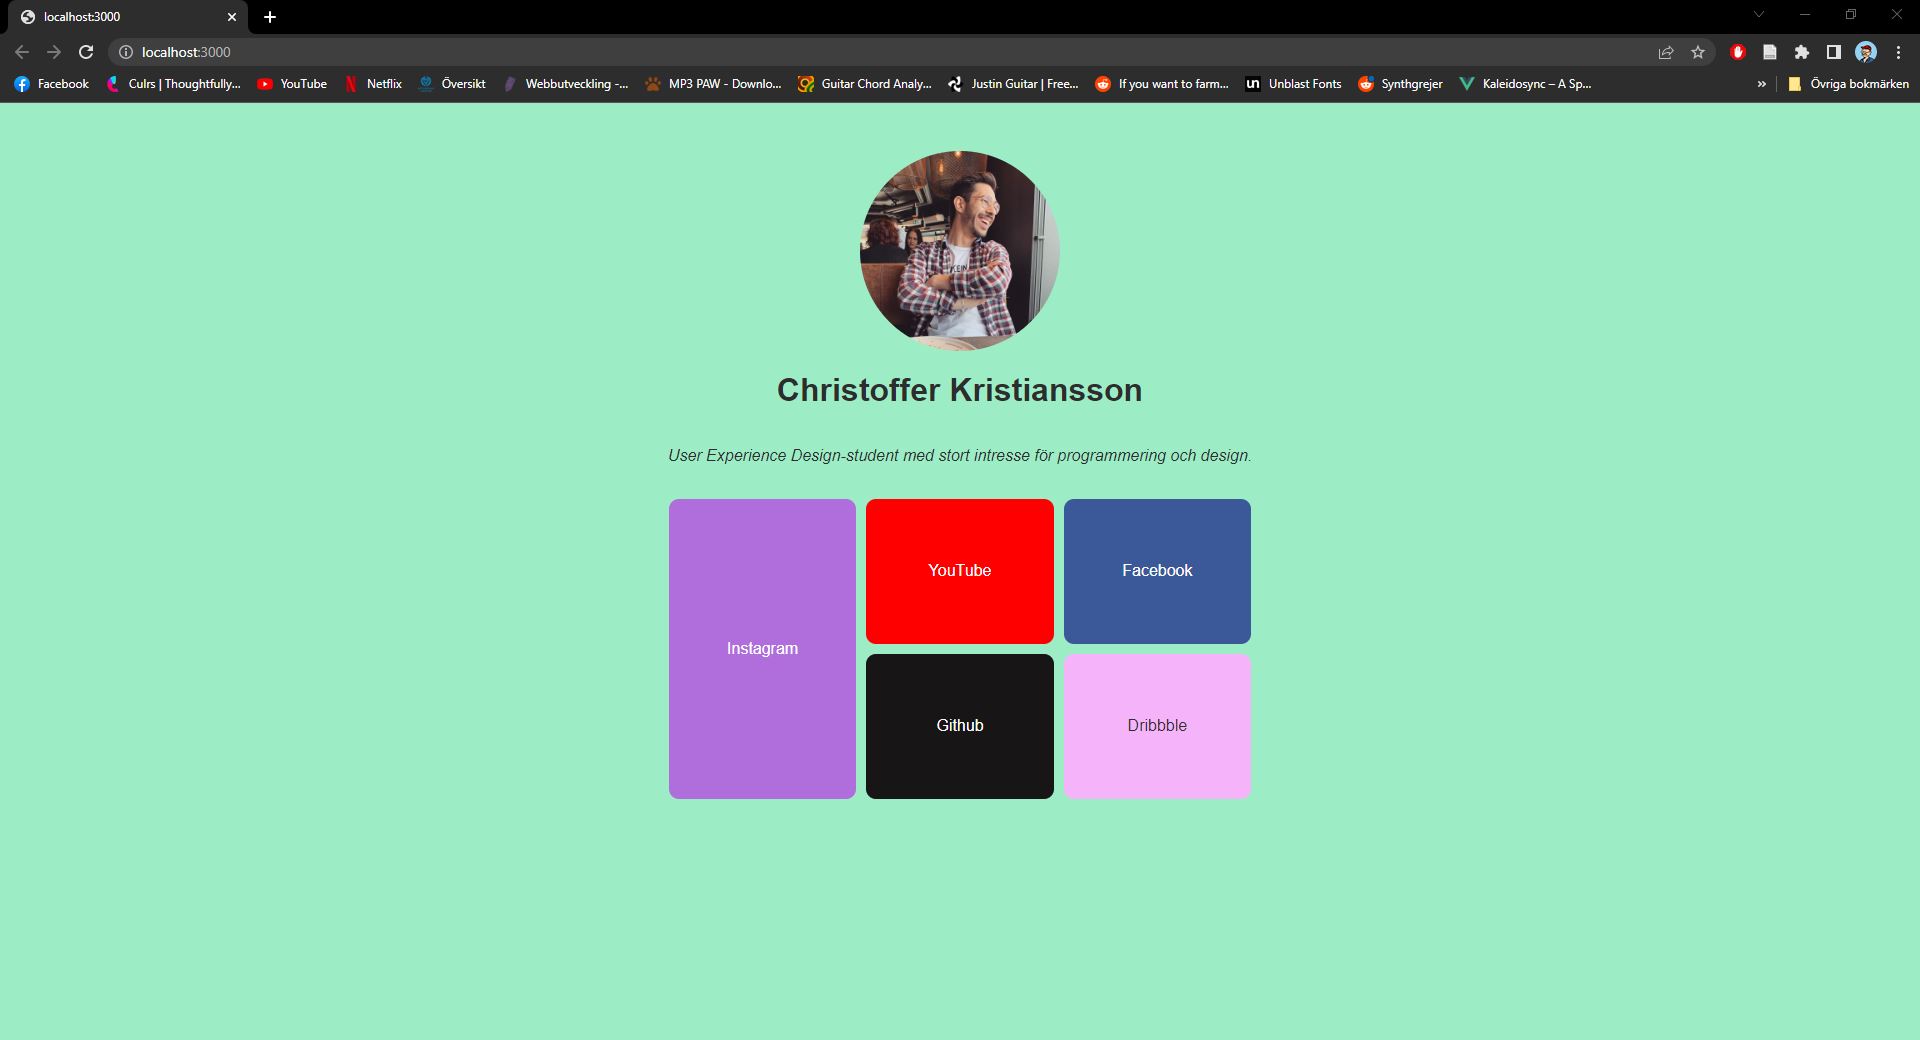 localhost:3000
localhost:3000
Facebook Culrs | Thoughtfully... YouTube Netflix Översikt Webbutveckling -... MP3 PAW - Downlo... Guitar Chord Analy... Justin Guitar | Free... If you want to farm... un Unblast Fonts Synthgrejer Kaleidosync – A Sp... » Övriga bokmärken
KEIN
Christoffer Kristiansson
User Experience Design-student med stort intresse för programmering och design.
Instagram
YouTube
Facebook
Github
Dribbble